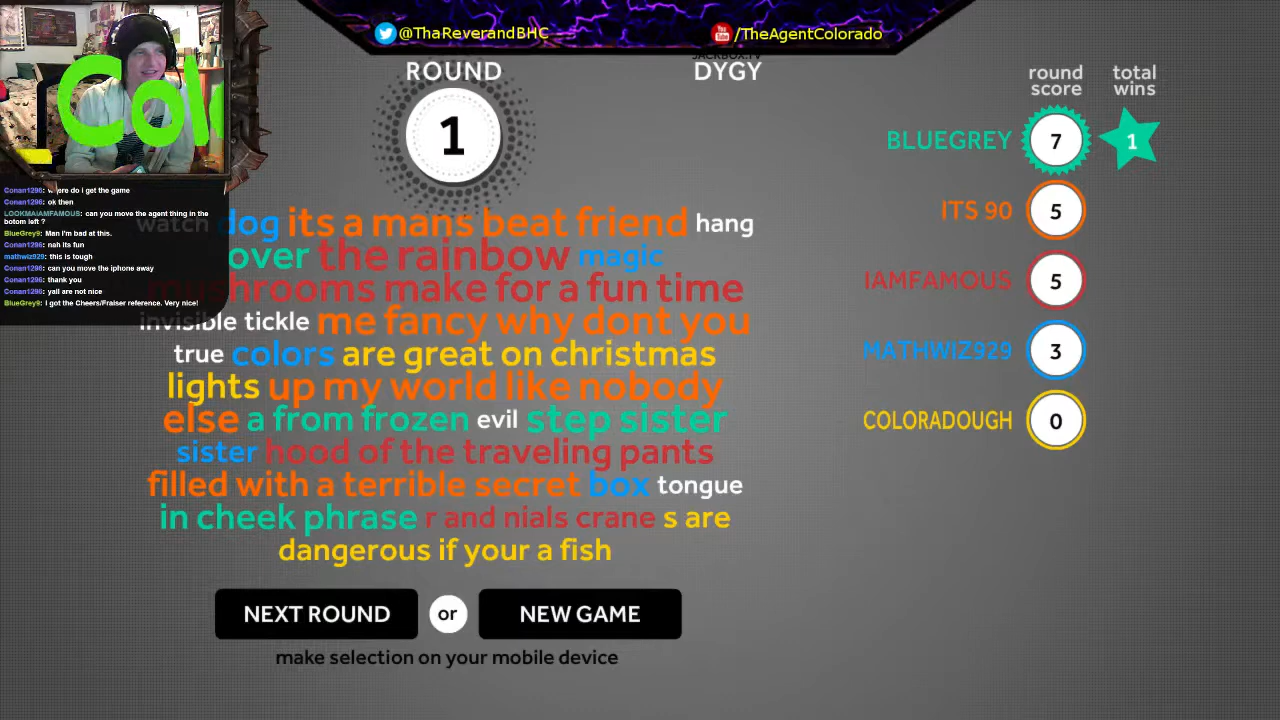 @ThaReverandBHC
/TheAgentColorado
Col
ROUND
1
JACKBOX.TV
DYGY
round score
total wins
BLUEGREY 7 1
ITS 90 5
IAMFAMOUS 5
MATHWIZ929 3
COLORADOUGH 0
Conan1296: where do I get the game
Conan1296: ok then
LOOKMAIAMFAMOUS: can you move the agent thing in the
botom left ?
BlueGrey9: Man I'm bad at this.
Conan1296: nah its fun
mathwiz929: this is tough
Conan1296: can you move the iphone away
Conan1296: thank you
Conan1296: yall are not nice
BlueGrey9: I got the Cheers/Fraiser reference. Very nice!
watch dog its a mans beat friend hang
over the rainbow magic
mushrooms make for a fun time
invisible tickle me fancy why dont you
true colors are great on christmas
lights up my world like nobody
else a from frozen evil step sister
sister hood of the traveling pants
filled with a terrible secret box tongue
in cheek phrase r and nials crane s are
dangerous if your a fish
NEXT ROUND or NEW GAME
make selection on your mobile device